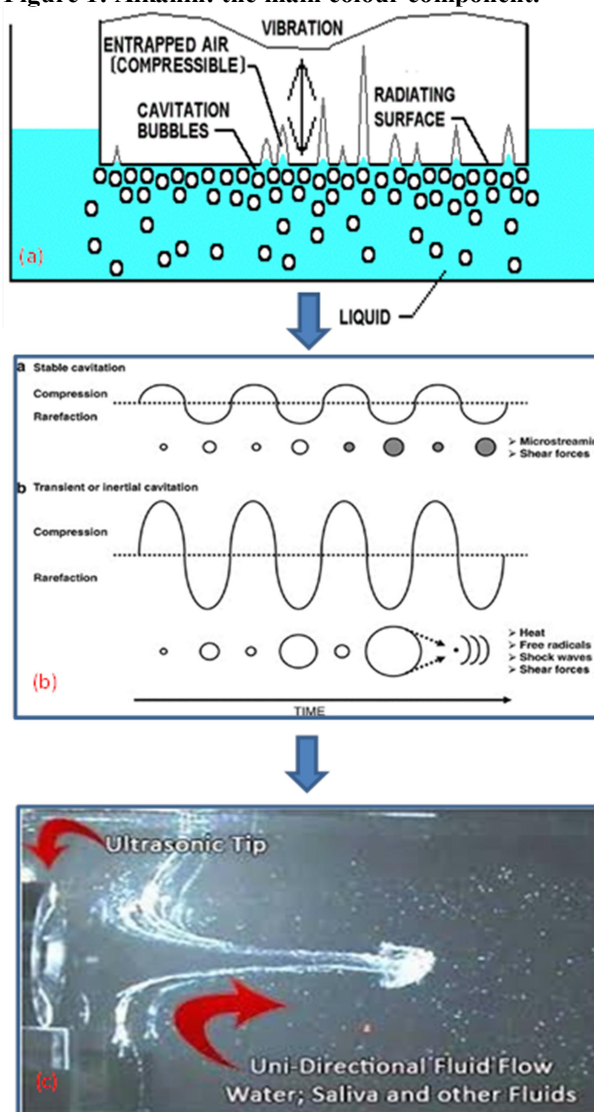 Figure 1: Alkanin: the main colour component.
VIBRATION
ENTRAPPED AIR
(COMPRESSIBLE)
CAVITATION
BUBBLES
RADIATING
SURFACE
(a)
LIQUID
a Stable cavitation
Compression
Rarefaction
➢ Microstreamin
➢ Shear forces
b Transient or inertial cavitation
Compression
Rarefaction
➢ Heat
➢ Free radicals
➢ Shock waves
➢ Shear forces
(b)
TIME
Ultrasonic Tip
Uni-Directional Fluid Flow
Water; Saliva and other Fluids
(c)